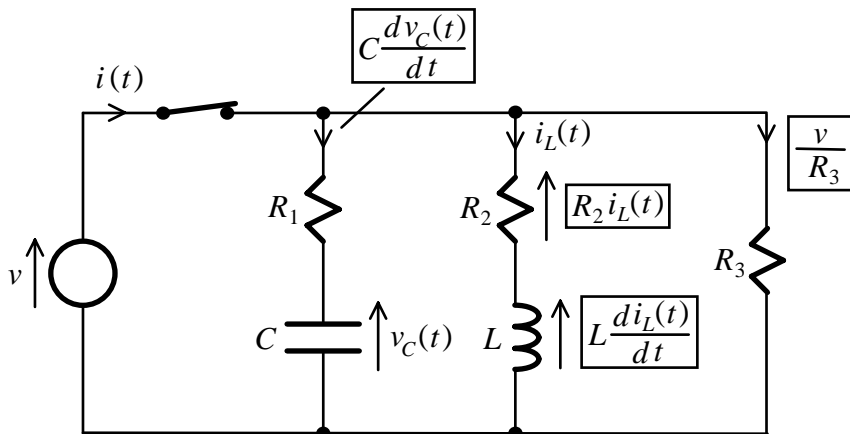 C dv_C(t)/dt
i(t)
i_L(t)
v/R_3
R_1
R_2
R_2 i_L(t)
R_3
v
C
v_C(t)
L
L di_L(t)/dt